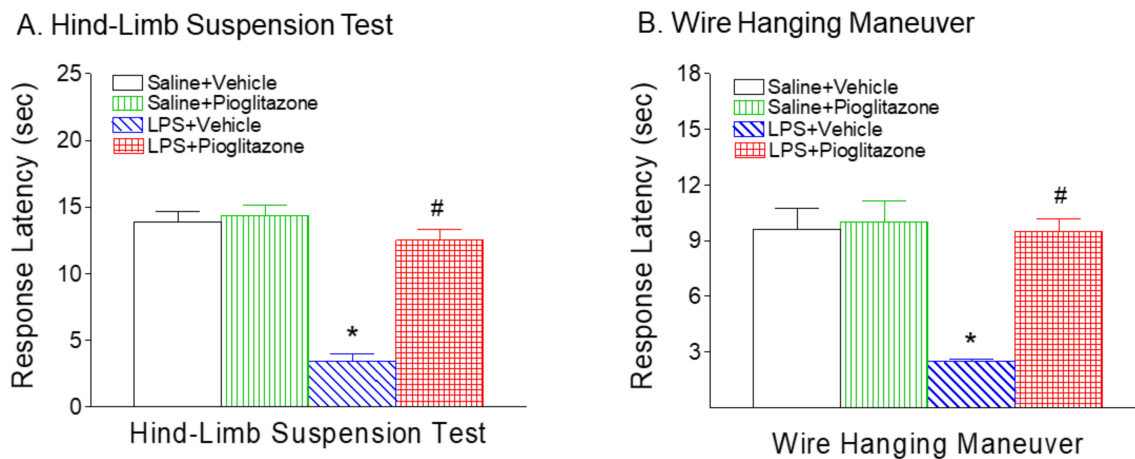 A. Hind-Limb Suspension Test
Response Latency (sec)
25
20
15
10
5
0
Saline+Vehicle
Saline+Pioglitazone
LPS+Vehicle
LPS+Pioglitazone
*
#
Hind-Limb Suspension Test
B. Wire Hanging Maneuver
Response Latency (sec)
18
15
12
9
6
3
Saline+Vehicle
Saline+Pioglitazone
LPS+Vehicle
LPS+Pioglitazone
*
#
Wire Hanging Maneuver